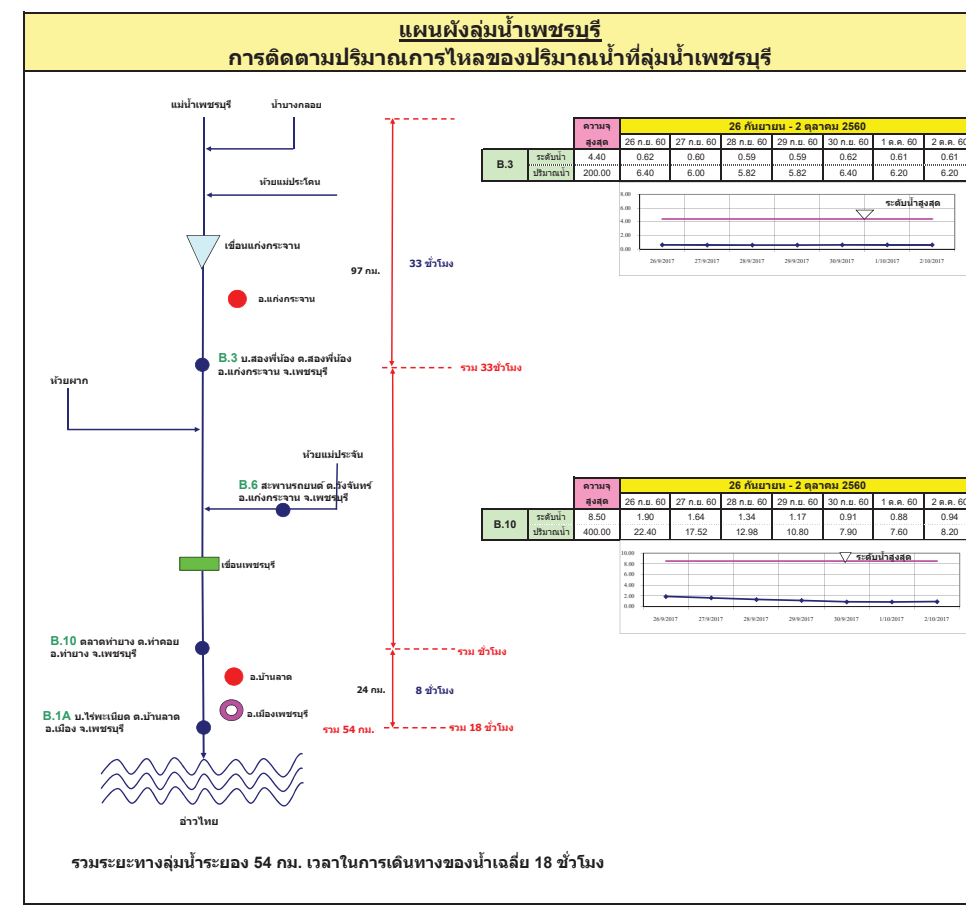 แผนผังลุ่มน้ำเพชรบุรี
การติดตามปริมาณการไหลของปริมาณน้ำที่ลุ่มน้ำเพชรบุรี
แม่น้ำเพชรบุรี
น้ำบางกลอย
ห้วยแม่ประโดน
เขื่อนแก่งกระจาน
97 กม.
33 ชั่วโมง
อ.แก่งกระจาน
B.3 บ.สองพี่น้อง ต.สองพี่น้อง
อ.แก่งกระจาน จ.เพชรบุรี
รวม 33ชั่วโมง
ห้วยผาก
ห้วยแม่ประจัน
B.6 สะพานรถยนต์ ต.วังจันทร์
อ.แก่งกระจาน จ.เพชรบุรี
เขื่อนเพชรบุรี
B.10 ตลาดท่ายาง ต.ท่าคอย
อ.ท่ายาง จ.เพชรบุรี
รวม ชั่วโมง
อ.บ้านลาด
24 กม.
8 ชั่วโมง
B.1A บ.ไร่พะเนียด ต.บ้านลาด
อ.เมือง จ.เพชรบุรี
อ.เมืองเพชรบุรี
รวม 54 กม.
รวม 18 ชั่วโมง
อ่าวไทย
รวมระยะทางลุ่มน้ำระยอง 54 กม. เวลาในการเดินทางของน้ำเฉลี่ย 18 ชั่วโมง
ความจุ 26 กันยายน - 2 ตุลาคม 2560
สูงสุด 26 ก.ย. 60 27 ก.ย. 60 28 ก.ย. 60 29 ก.ย. 60 30 ก.ย. 60 1 ต.ค. 60 2 ต.ค. 60
B.3 ระดับน้ำ 4.40 0.62 0.60 0.59 0.59 0.62 0.61 0.61
ปริมาณน้ำ 200.00 6.40 6.00 5.82 5.82 6.40 6.20 6.20
8.00
6.00
4.00
2.00
0.00
ระดับน้ำสูงสุด
26/9/2017 27/9/2017 28/9/2017 29/9/2017 30/9/2017 1/10/2017 2/10/2017
ความจุ 26 กันยายน - 2 ตุลาคม 2560
สูงสุด 26 ก.ย. 60 27 ก.ย. 60 28 ก.ย. 60 29 ก.ย. 60 30 ก.ย. 60 1 ต.ค. 60 2 ต.ค. 60
B.10 ระดับน้ำ 8.50 1.90 1.64 1.34 1.17 0.91 0.88 0.94
ปริมาณน้ำ 400.00 22.40 17.52 12.98 10.80 7.90 7.60 8.20
10.00
8.00
6.00
4.00
2.00
0.00
ระดับน้ำสูงสุด
26/9/2017 27/9/2017 28/9/2017 29/9/2017 30/9/2017 1/10/2017 2/10/2017